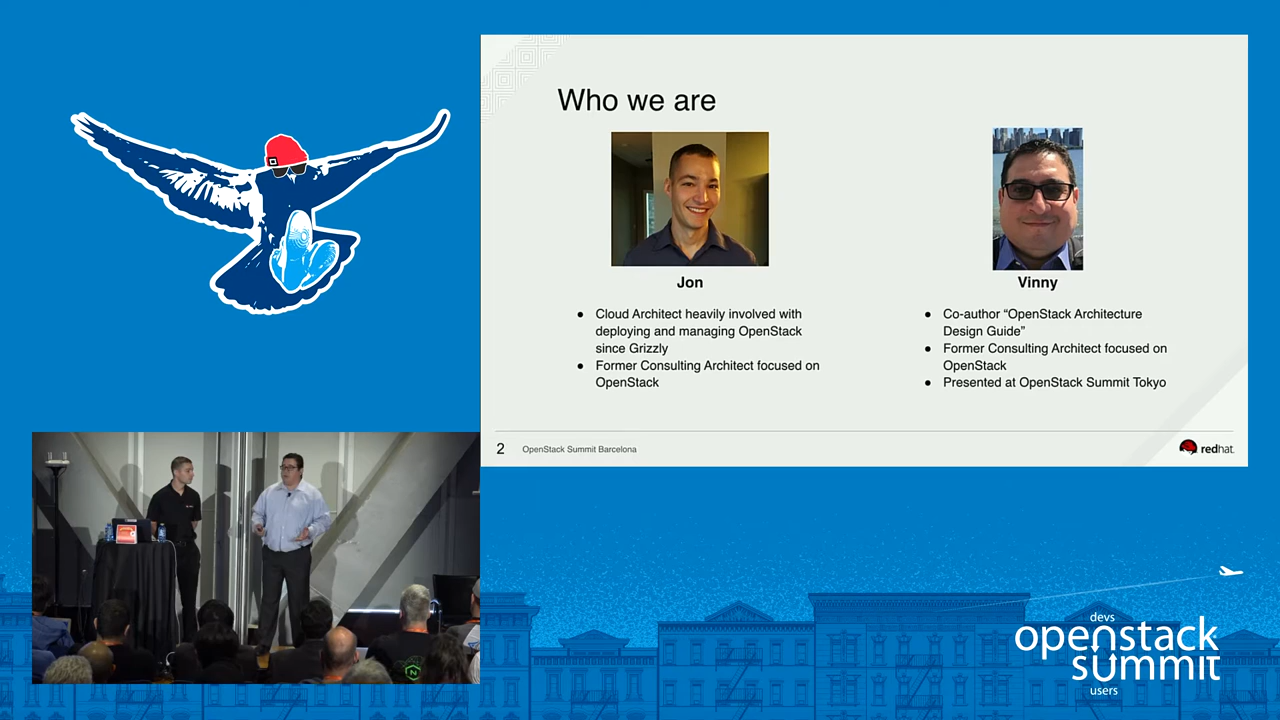 Who we are
Jon
● Cloud Architect heavily involved with
deploying and managing OpenStack
since Grizzly
● Former Consulting Architect focused on
OpenStack
Vinny
● Co-author “OpenStack Architecture
Design Guide”
● Former Consulting Architect focused on
OpenStack
● Presented at OpenStack Summit Tokyo
2 OpenStack Summit Barcelona
redhat.
devs
openstack
summit
users